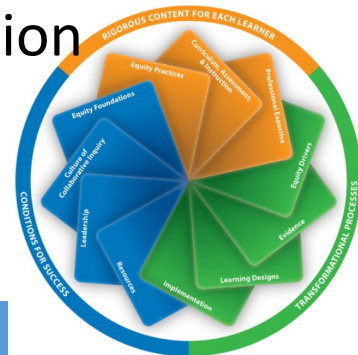 ion
RIGOROUS CONTENT FOR EACH LEARNER
Equity Practices
Curriculum, Assessment
& Instruction
Professional Expertise
Equity Drivers
Evidence
Learning Designs
Implementation
TRANSFORMATIONAL PROCESSES
Equity Foundations
Culture of
Collaborative Inquiry
Leadership
Resources
CONDITIONS FOR SUCCESS